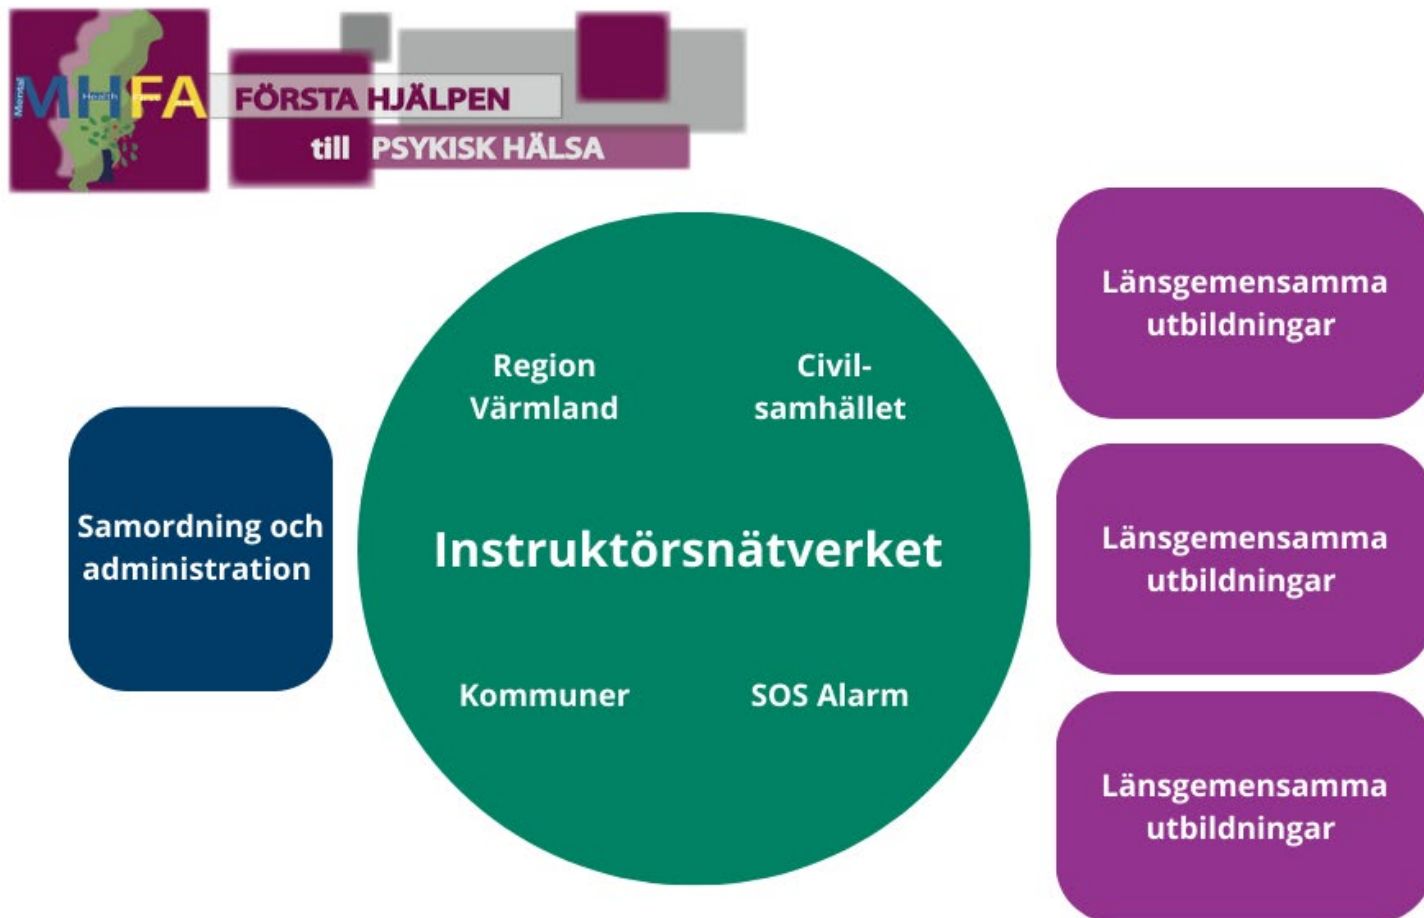 Mental
MHFA
Health
FÖRSTA HJÄLPEN
till PSYKISK HÄLSA
Region
Värmland
Civil-
samhället
Samordning och
administration
Instruktörsnätverket
Kommuner
SOS Alarm
Länsgemensamma
utbildningar
Länsgemensamma
utbildningar
Länsgemensamma
utbildningar